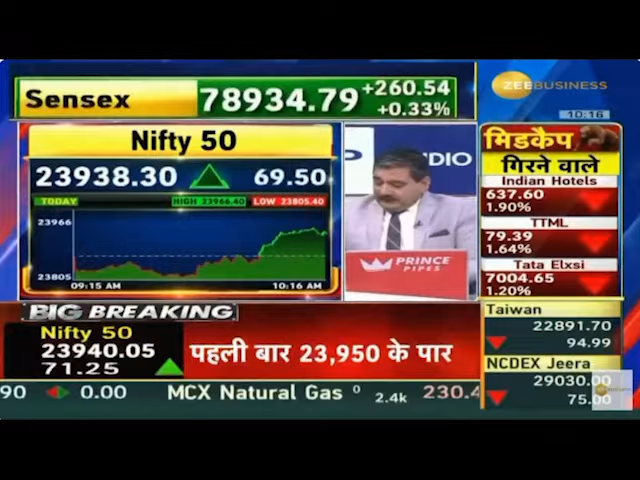 Sensex 78934.79 +260.54
+0.33%
ZEEBUSINESS
10:16
Nifty 50
23938.30 69.50
TODAY HIGH 23966.40 LOW 23805.40
23966
23805
09:15 AM 10:16 AM
PRINCE
PIPES
मिडकैप
गिरने वाले
Indian Hotels
637.60
1.90%
TTML
79.39
1.64%
Tata Elxsi
7004.65
1.20%
Taiwan
22891.70
94.99
NCDEX Jeera
29030.00
75.00
BIG BREAKING
Nifty 50
23940.05
71.25
पहली बार 23,950 के पार
90 0.00 MCX Natural Gas 0 2.4k 230.4